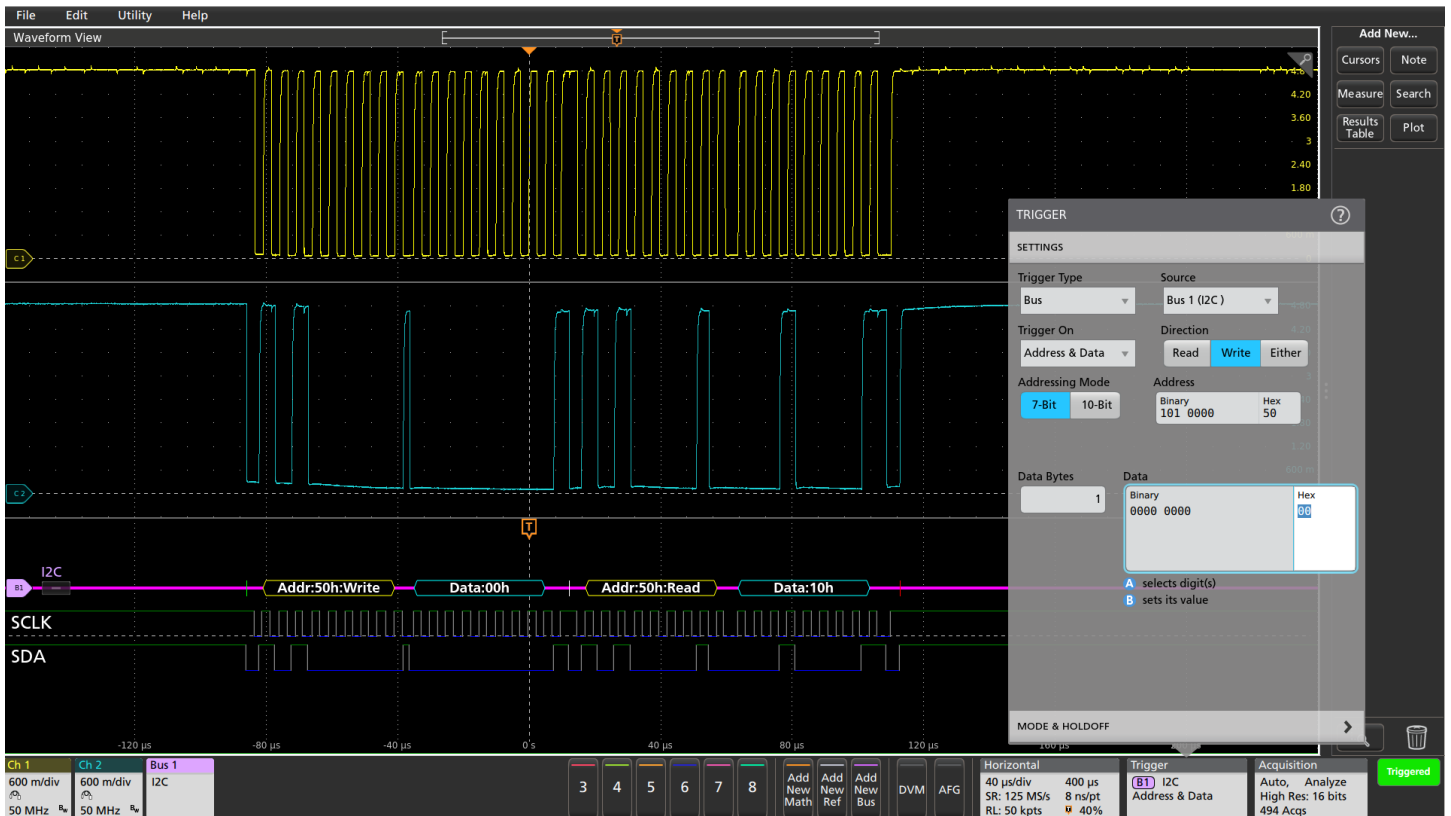 File Edit Utility Help
Waveform View
Add New...
Cursors Note
Measure Search
Results Table Plot
4.20
3.60
3
2.40
1.80
C1
C2
T
TRIGGER ?
SETTINGS
Trigger Type Source
Bus Bus 1 (I2C )
Trigger On Direction
Address & Data Read Write Either
Addressing Mode Address
7-Bit 10-Bit
Binary Hex
101 0000 50
Data Bytes Data
1
Binary Hex
0000 0000 00
A selects digit(s)
B sets its value
MODE & HOLDOFF
T
I2C
B1 Addr:50h:Write Data:00h Addr:50h:Read Data:10h
SCLK
SDA
-120 µs -80 µs -40 µs 0 s 40 µs 80 µs 120 µs 160 µs
Ch 1
600 m/div
50 MHz Bw
Ch 2
600 m/div
50 MHz Bw
Bus 1
I2C
3 4 5 6 7 8
Add New Math
Add New Ref
Add New Bus
DVM AFG
Horizontal
40 µs/div 400 µs
SR: 125 MS/s 8 ns/pt
RL: 50 kpts 40%
Trigger
B1 I2C
Address & Data
Acquisition
Auto, Analyze
High Res: 16 bits
494 Acqs
Triggered